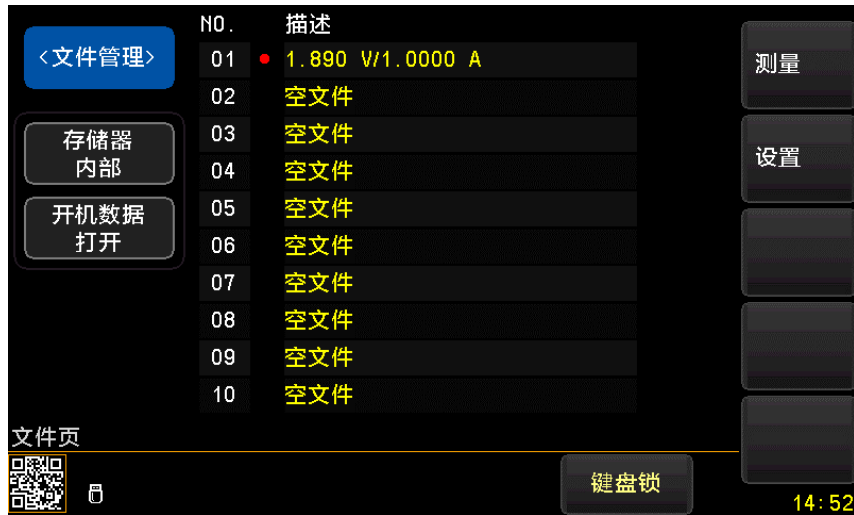 <文件管理>
存储器
内部
开机数据
打开
NO. 描述
01 1.890 V/1.0000 A
02 空文件
03 空文件
04 空文件
05 空文件
06 空文件
07 空文件
08 空文件
09 空文件
10 空文件
测量
设置
文件页
键盘锁
14:52